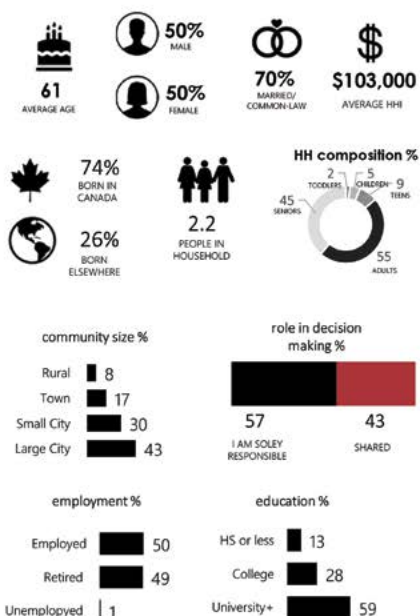 61
AVERAGE AGE
50%
MALE
50%
FEMALE
70%
MARRIED/
COMMON-LAW
$103,000
AVERAGE HHI
74%
BORN IN
CANADA
26%
BORN
ELSEWHERE
2.2
PEOPLE IN
HOUSEHOLD
HH composition %
2
TODDLERS
5
CHILDREN
9
TEENS
45
SENIORS
55
ADULTS
community size %
Rural 8
Town 17
Small City 30
Large City 43
role in decision
making %
57
I AM SOLEY
RESPONSIBLE
43
SHARED
employment %
Employed 50
Retired 49
Unemplopyed 1
education %
HS or less 13
College 28
University+ 59